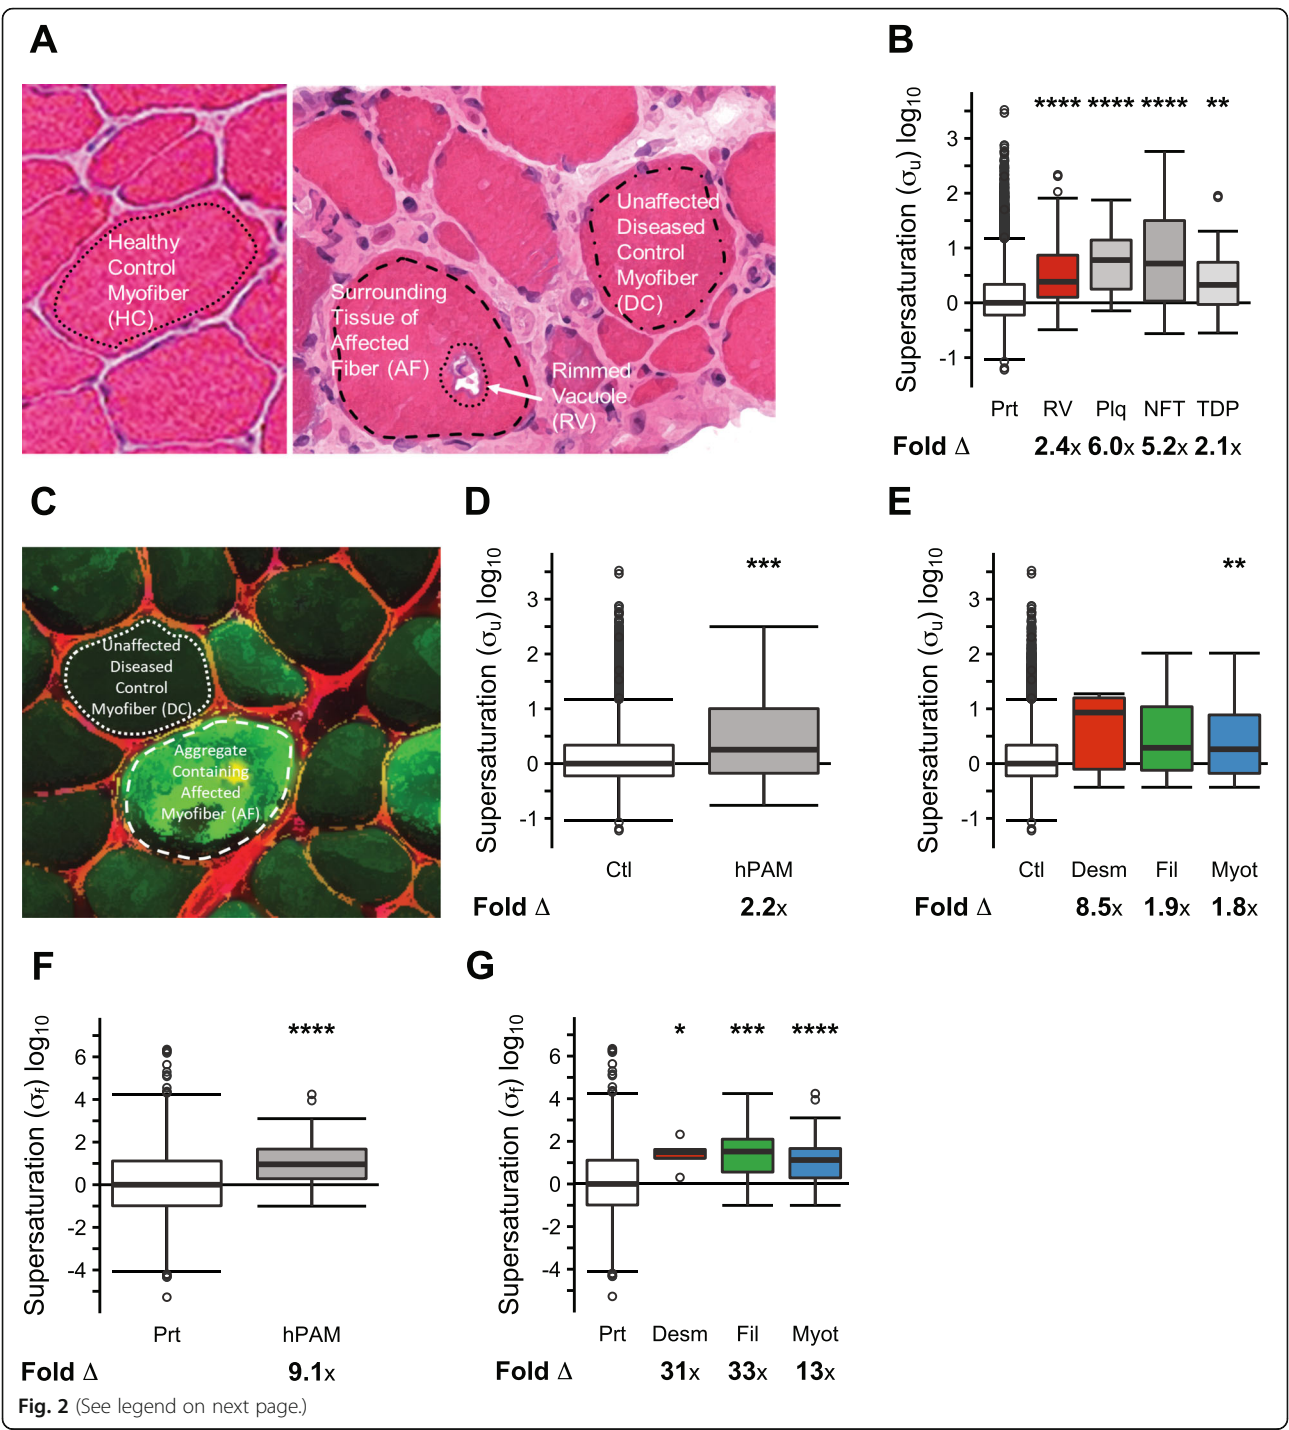 A
Healthy
Control
Myofiber
(HC)
Surrounding
Tissue of
Affected
Fiber (AF)
Rimmed
Vacuole
(RV)
Unaffected
Diseased
Control
Myofiber
(DC)
B
Supersaturation (σu) log10
**** **** **** **
3
2
1
0
-1
Prt RV Plq NFT TDP
Fold Δ 2.4x 6.0x 5.2x 2.1x
C
Unaffected
Diseased
Control
Myofiber (DC)
Aggregate
Containing
Affected
Myofiber (AF)
D
Supersaturation (σu) log10
***
3
2
1
0
-1
Ctl hPAM
Fold Δ 2.2x
E
Supersaturation (σu) log10
**
3
2
1
0
-1
Ctl Desm Fil Myot
Fold Δ 8.5x 1.9x 1.8x
F
Supersaturation (σf) log10
****
6
4
2
0
-2
-4
Prt hPAM
Fold Δ 9.1x
G
Supersaturation (σf) log10
* *** ****
6
4
2
0
-2
-4
Prt Desm Fil Myot
Fold Δ 31x 33x 13x
Fig. 2 (See legend on next page.)